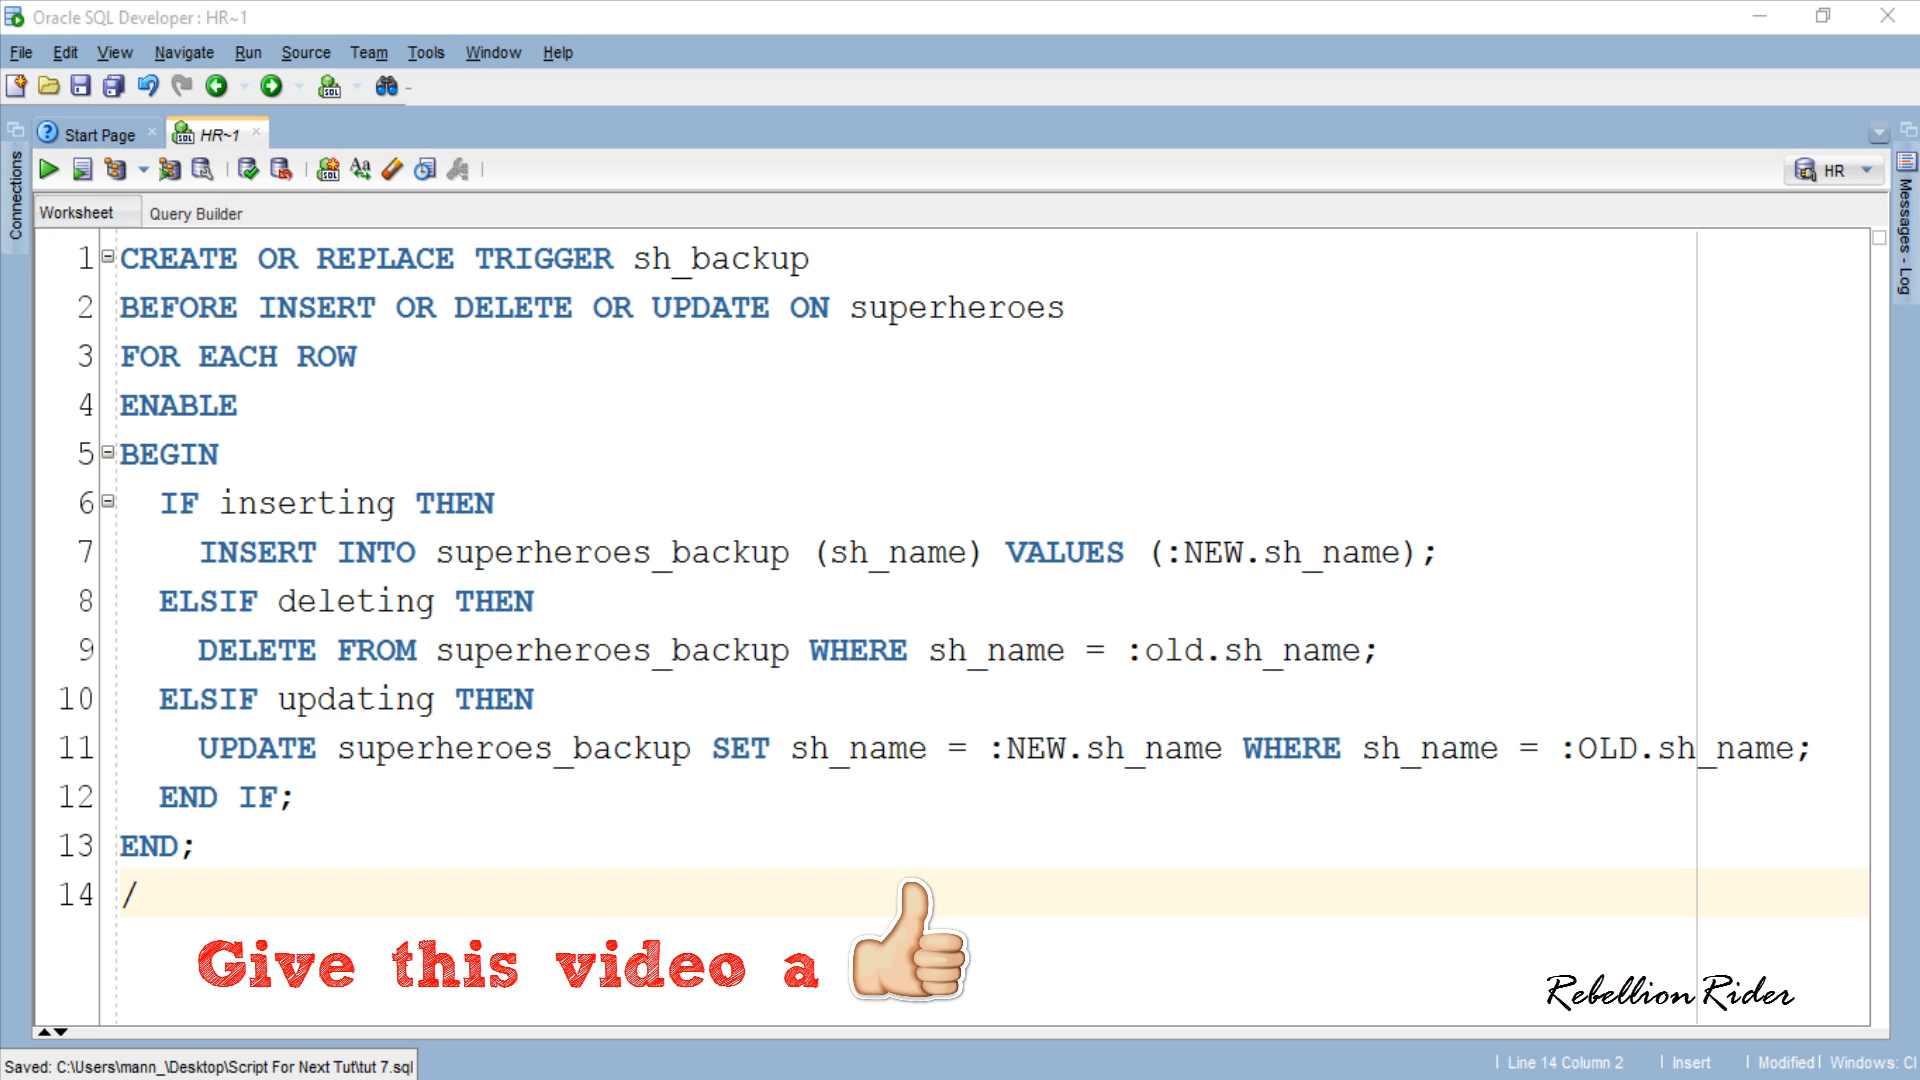 Oracle SQL Developer : HR~1
File Edit View Navigate Run Source Team Tools Window Help
Start Page HR~1
HR
Connections
Messages - Log
Worksheet Query Builder
1 CREATE OR REPLACE TRIGGER sh_backup
2 BEFORE INSERT OR DELETE OR UPDATE ON superheroes
3 FOR EACH ROW
4 ENABLE
5 BEGIN
6 IF inserting THEN
7 INSERT INTO superheroes_backup (sh_name) VALUES (:NEW.sh_name);
8 ELSIF deleting THEN
9 DELETE FROM superheroes_backup WHERE sh_name = :old.sh_name;
10 ELSIF updating THEN
11 UPDATE superheroes_backup SET sh_name = :NEW.sh_name WHERE sh_name = :OLD.sh_name;
12 END IF;
13 END;
14 /
Give this video a
Rebellion Rider
Saved: C:\Users\mann_\Desktop\Script For Next Tut\tut 7.sql
Line 14 Column 2 | Insert | Modified | Windows: Cl